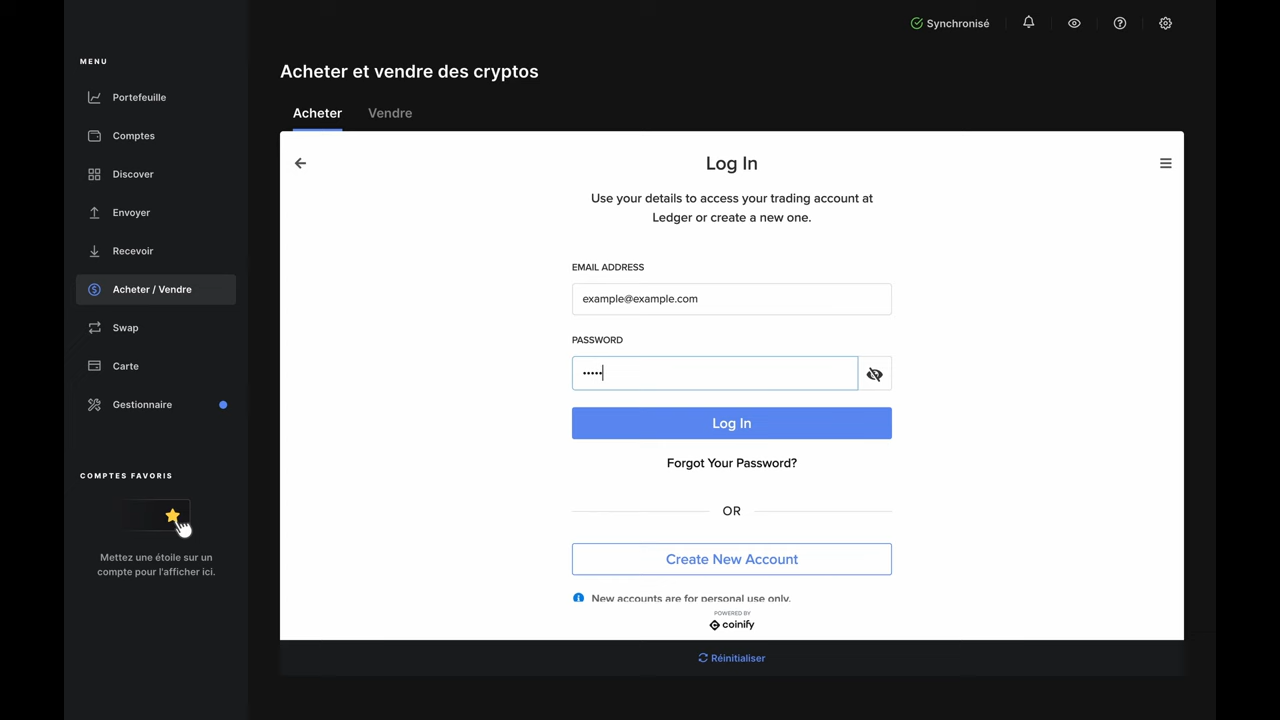 Synchronisé
MENU
Portefeuille
Comptes
Discover
Envoyer
Recevoir
Acheter / Vendre
Swap
Carte
Gestionnaire
COMPTES FAVORIS
Mettez une étoile sur un
compte pour l'afficher ici.
Acheter et vendre des cryptos
Acheter Vendre
Log In
Use your details to access your trading account at
Ledger or create a new one.
EMAIL ADDRESS
example@example.com
PASSWORD
•••••
Log In
Forgot Your Password?
OR
Create New Account
New accounts are for personal use only.
POWERED BY
coinify
Réinitialiser